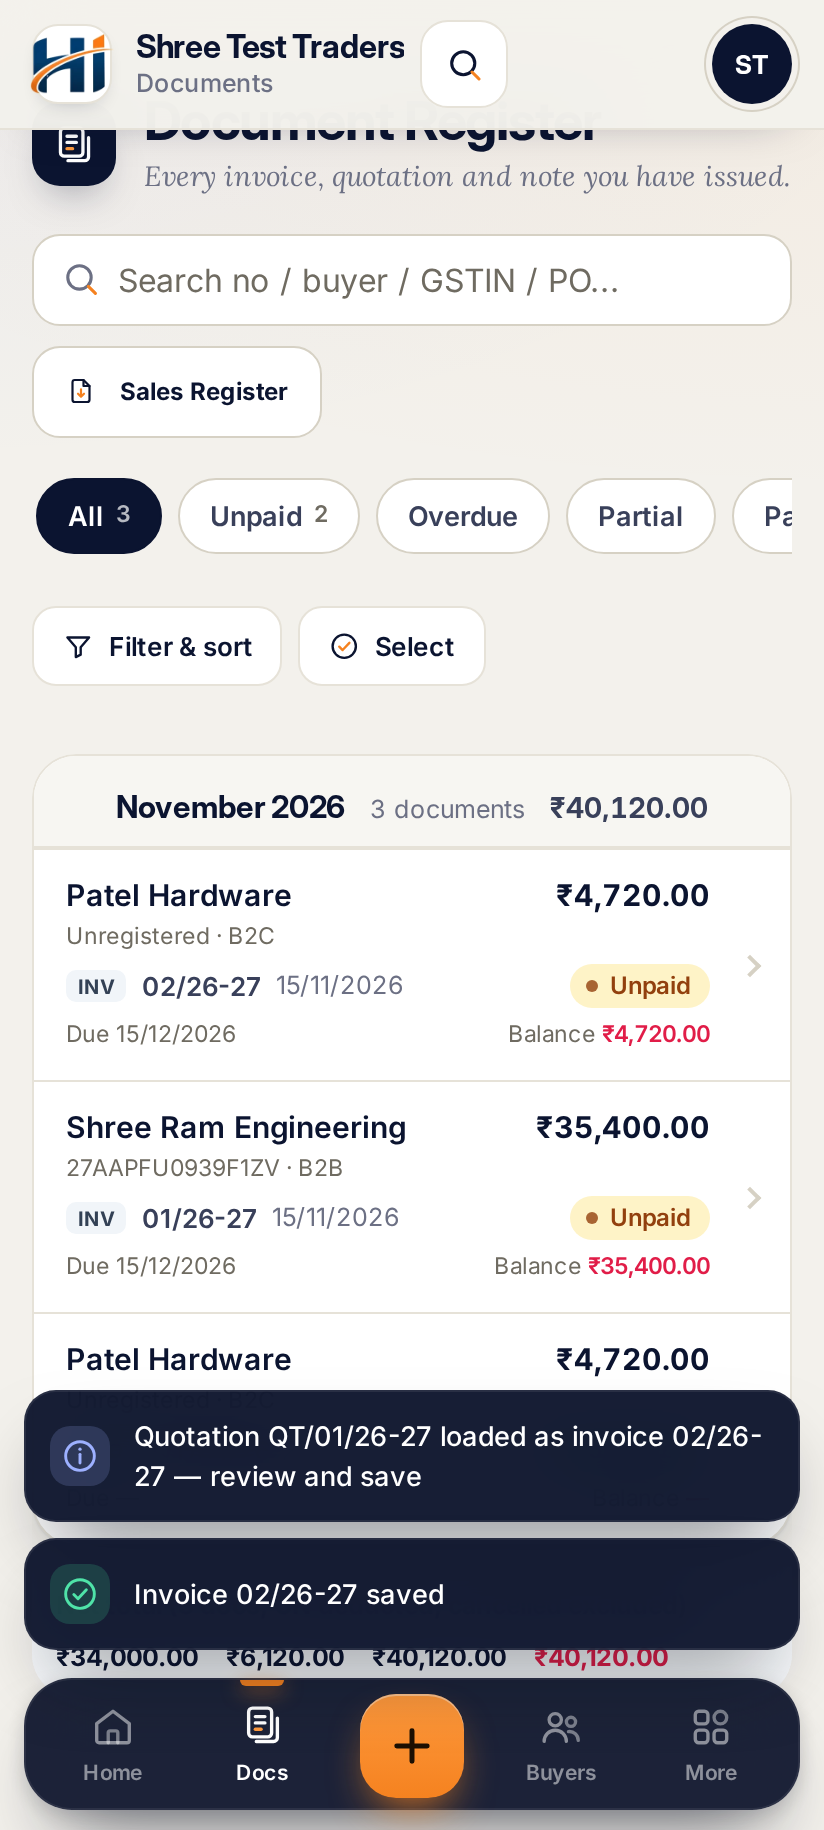 Hi
Shree Test Traders
Documents
ST
Document Register
Every invoice, quotation and note you have issued.
Search no / buyer / GSTIN / PO...
Sales Register
All 3
Unpaid 2
Overdue
Partial
Pa
Filter & sort
Select
November 2026 3 documents ₹40,120.00
Patel Hardware ₹4,720.00
Unregistered · B2C
INV 02/26-27 15/11/2026 Unpaid
Due 15/12/2026 Balance ₹4,720.00
Shree Ram Engineering ₹35,400.00
27AAPFU0939F1ZV · B2B
INV 01/26-27 15/11/2026 Unpaid
Due 15/12/2026 Balance ₹35,400.00
Patel Hardware ₹4,720.00
Unregistered · B2C
Quotation QT/01/26-27 loaded as invoice 02/26-
27 — review and save
Invoice 02/26-27 saved
₹34,000.00 ₹6,120.00 ₹40,120.00 ₹40,120.00
Home
Docs
Buyers
More